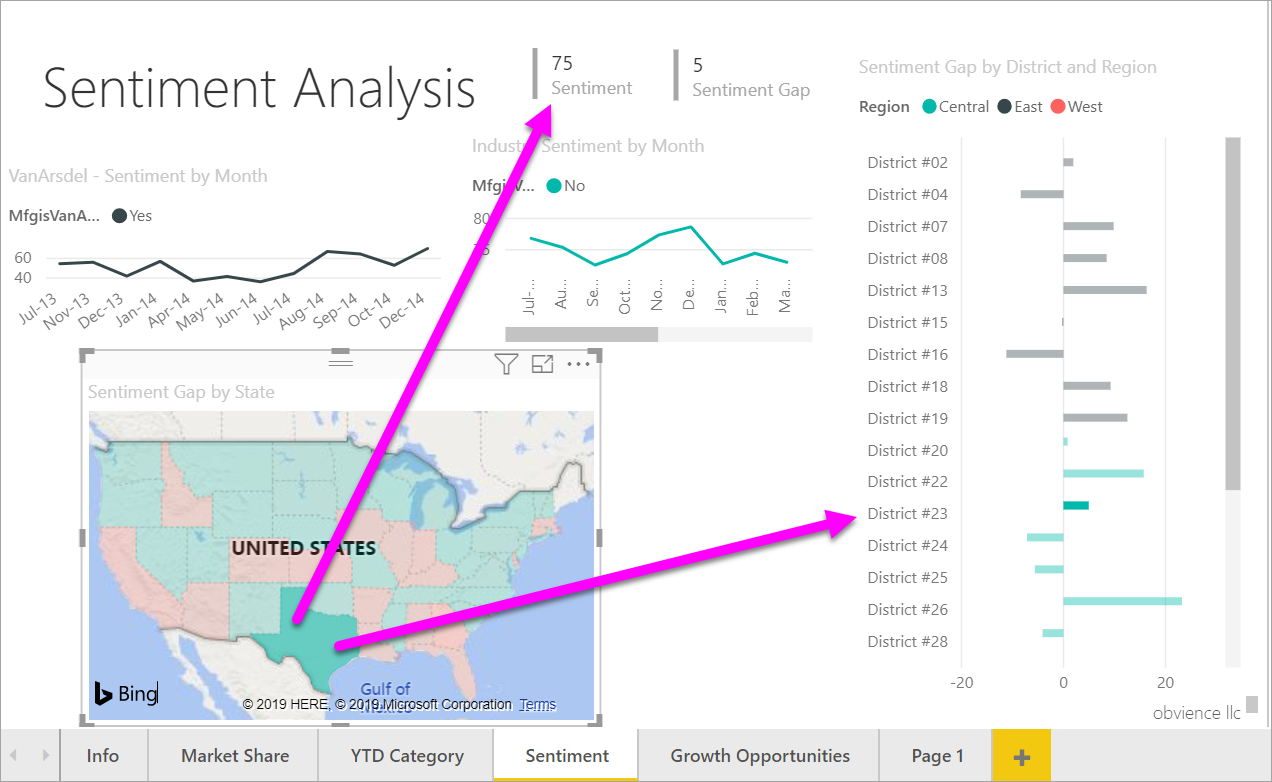 Sentiment Analysis
75
Sentiment
5
Sentiment Gap
VanArsdel - Sentiment by Month
MfgisVanA... Yes
60
40
Jul-13 Nov-13 Dec-13 Jan-14 Apr-14 May-14 Jun-14 Jul-14 Aug-14 Sep-14 Oct-14 Dec-14
Sentiment by Month
No
80
Jul-... Au... Se... Oct... No... De... Jan... Feb... Ma...
Sentiment Gap by State
UNITED STATES
Gulf of
Bing
© 2019 HERE, © 2019 Microsoft Corporation Terms
Sentiment Gap by District and Region
Region Central East West
District #02
District #04
District #07
District #08
District #13
District #15
District #16
District #18
District #19
District #20
District #22
District #23
District #24
District #25
District #26
District #28
-20 0 20
obvience llc
Info Market Share YTD Category Sentiment Growth Opportunities Page 1 +